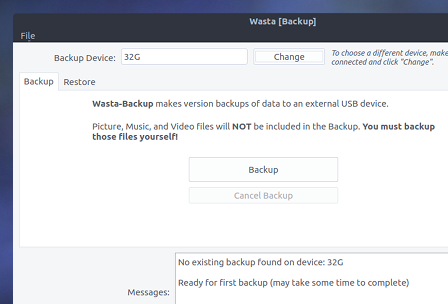 Wasta [Backup]
File
Backup Device: 32G Change To choose a different device, make
connected and click "Change".
Backup Restore
Wasta-Backup makes version backups of data to an external USB device.
Picture, Music, and Video files will NOT be included in the Backup. You must backup
those files yourself!
Backup
Cancel Backup
No existing backup found on device: 32G
Ready for first backup (may take some time to complete)
Messages: